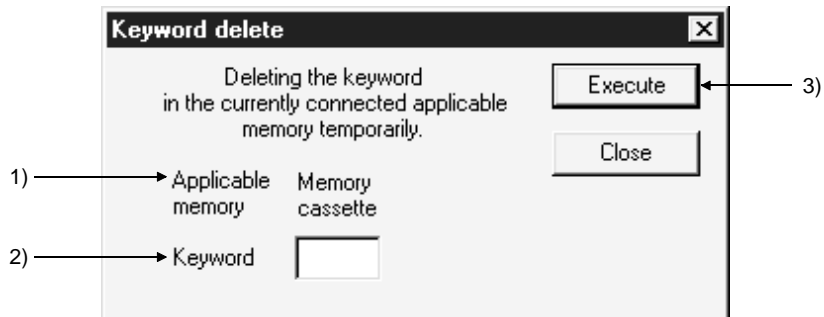 Keyword delete
Deleting the keyword
in the currently connected applicable
memory temporarily.
Execute
3)
Close
1)
Applicable
memory
Memory
cassette
2)
Keyword